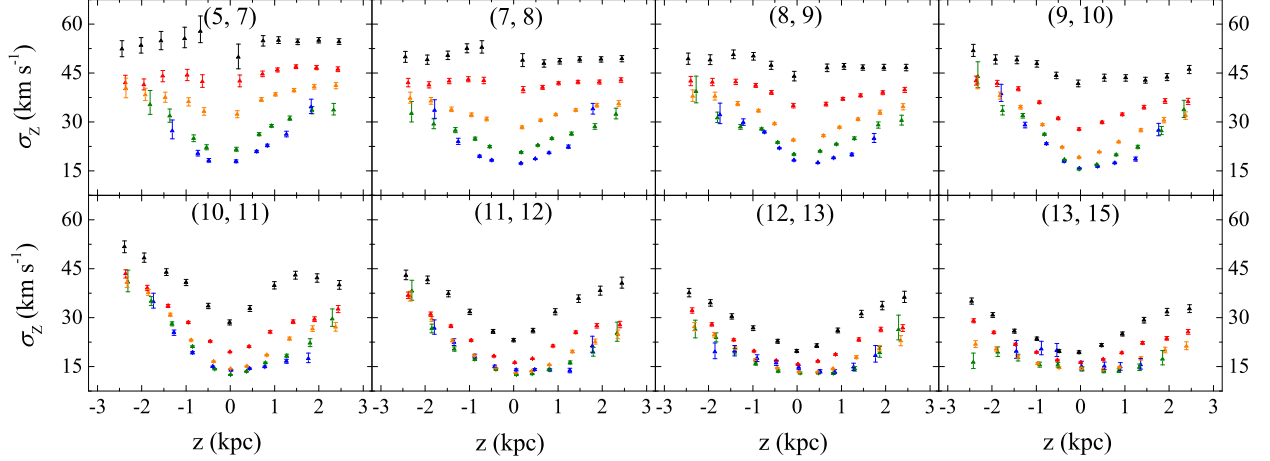 (5, 7) (7, 8) (8, 9) (9, 10)
60 60
45 45
30 30
15 15
σZ (km s-1)
(10, 11) (11, 12) (12, 13) (13, 15)
60 60
45 45
30 30
15 15
σZ (km s-1)
-3 -2 -1 0 1 2 3 -2 -1 0 1 2 3 -2 -1 0 1 2 3 -2 -1 0 1 2 3
z (kpc) z (kpc) z (kpc) z (kpc)